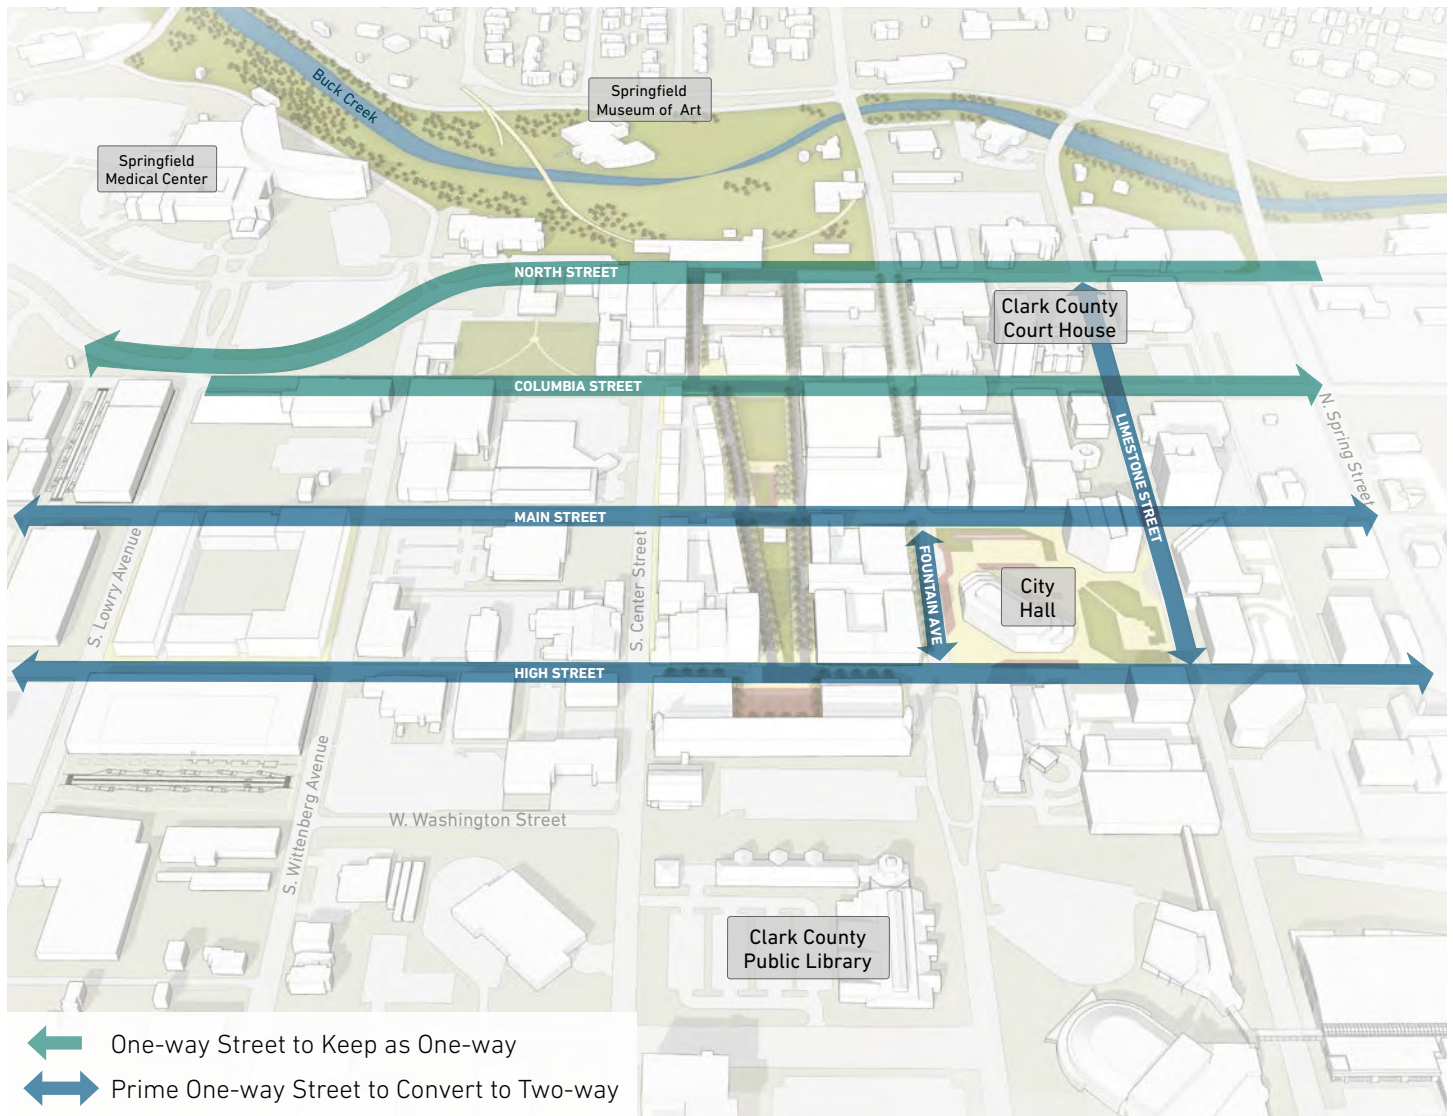 Buck Creek
Springfield
Museum of Art
Springfield
Medical Center
NORTH STREET
Clark County
Court House
COLUMBIA STREET
LIMESTONE STREET
N. Spring Street
MAIN STREET
S. Lowry Avenue
S. Center Street
FOUNTAIN AVE
City
Hall
HIGH STREET
S. Wittenberg Avenue
W. Washington Street
Clark County
Public Library
One-way Street to Keep as One-way
Prime One-way Street to Convert to Two-way